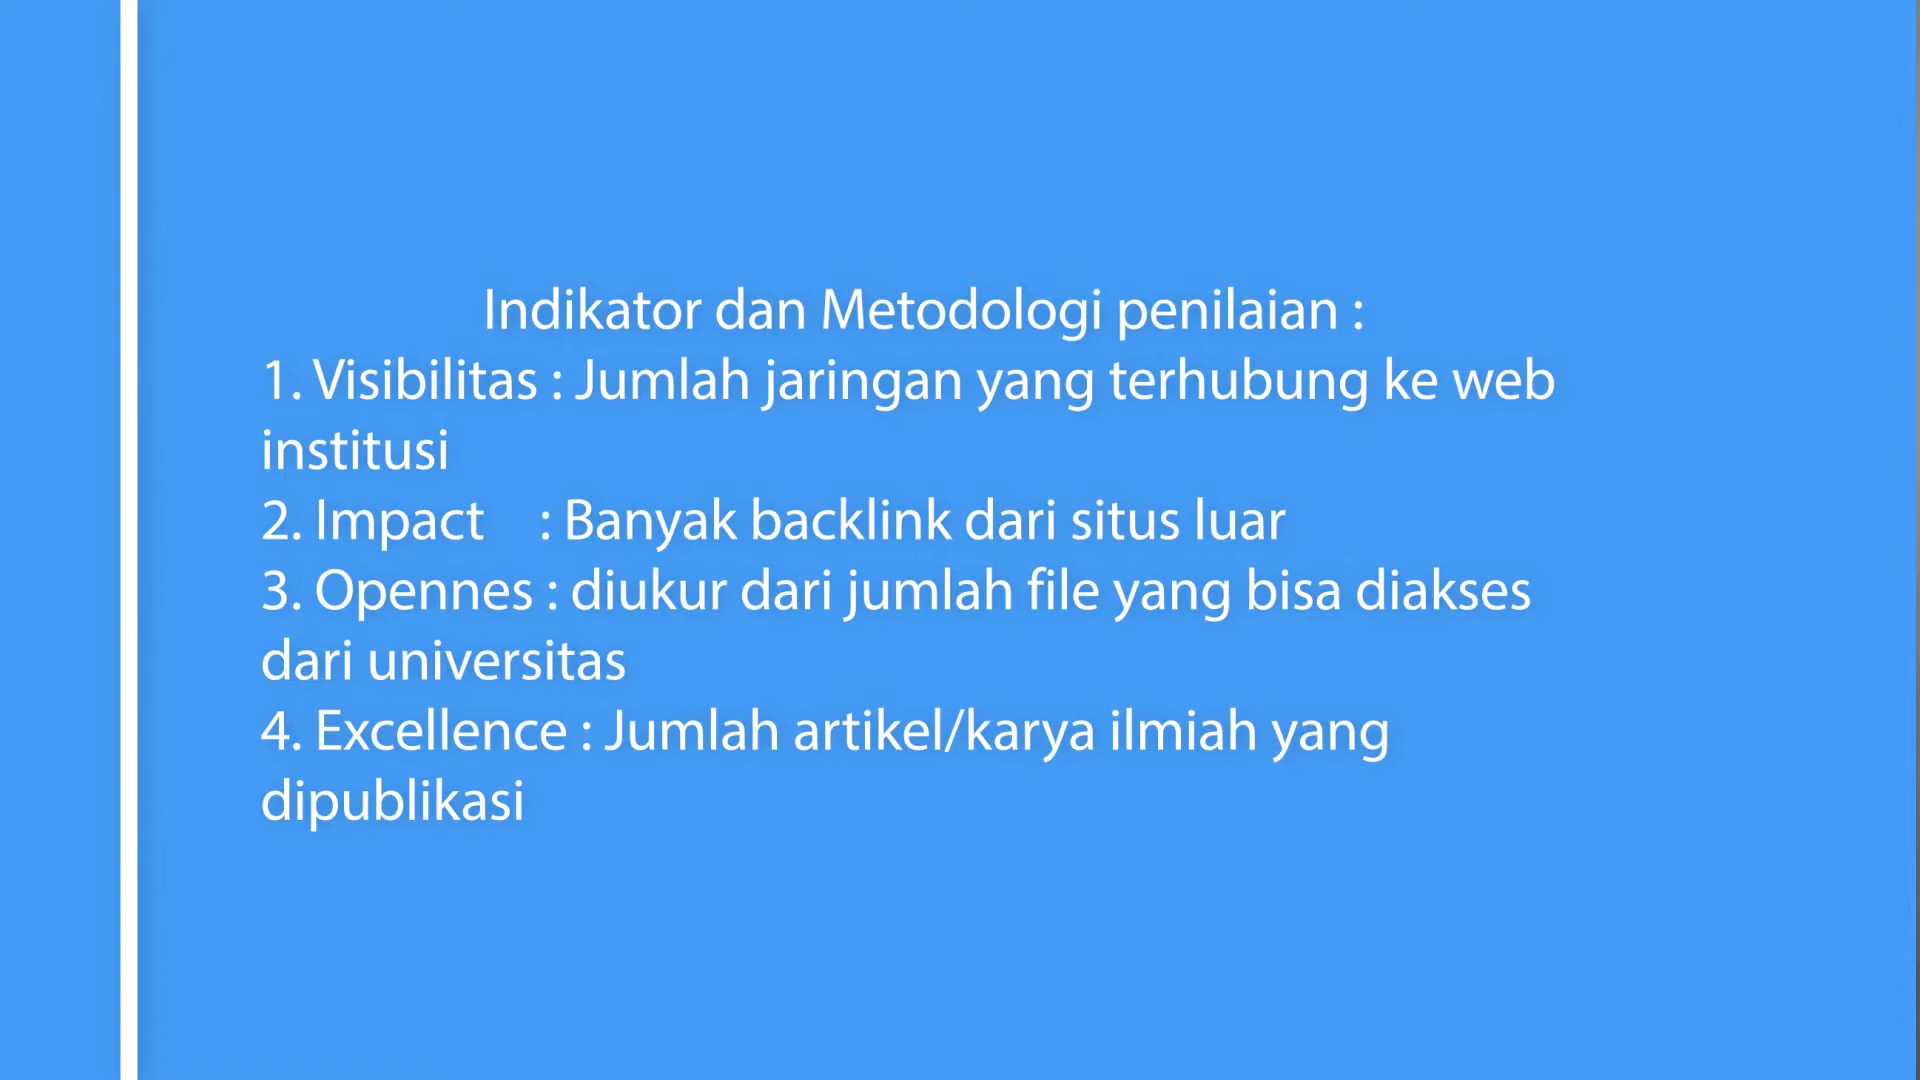 Indikator dan Metodologi penilaian :
1. Visibilitas : Jumlah jaringan yang terhubung ke web
institusi
2. Impact    : Banyak backlink dari situs luar
3. Opennes : diukur dari jumlah file yang bisa diakses
dari universitas
4. Excellence : Jumlah artikel/karya ilmiah yang
dipublikasi